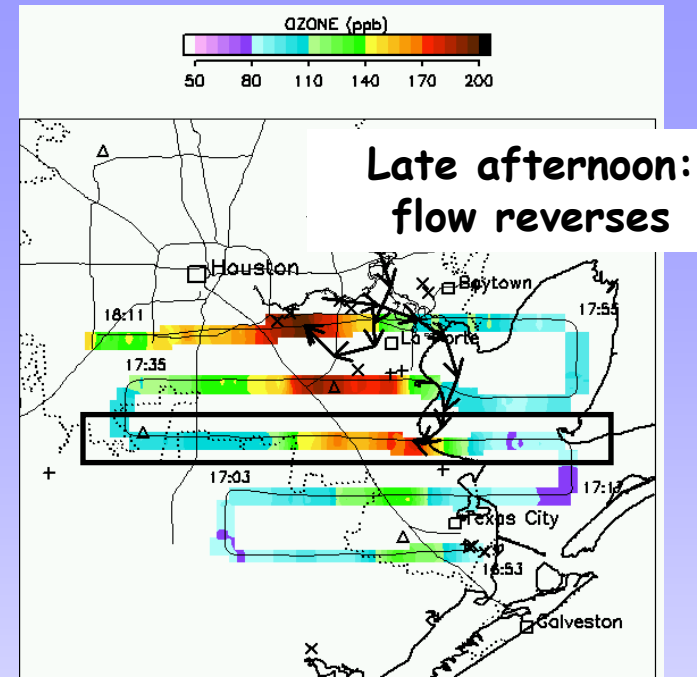 OZONE (ppb)
50 80 110 140 170 200
Late afternoon:
flow reverses
Houston
Baytown
18:11
17:55
La Porte
17:35
17:03
17:13
Texas City
16:53
Galveston